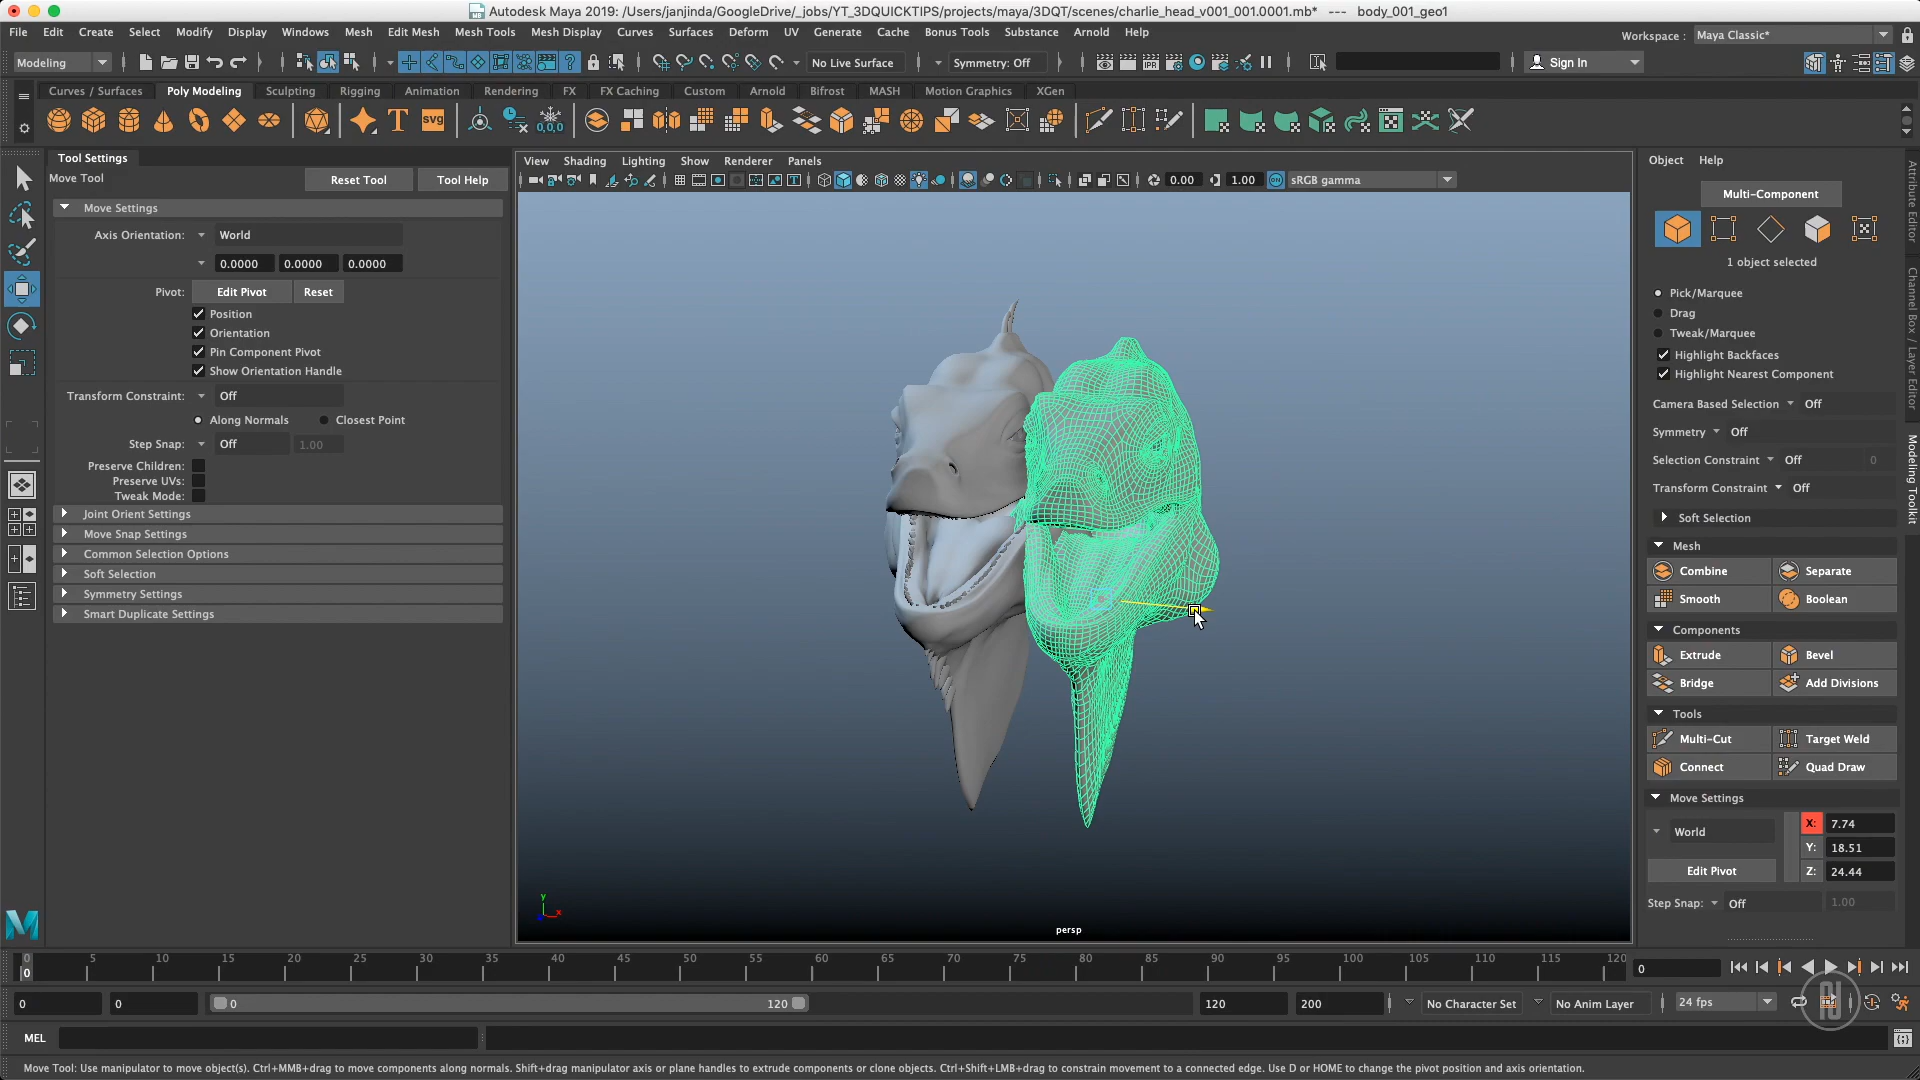 Autodesk Maya 2019: /Users/janjinda/GoogleDrive/_jobs/YT_3DQUICKTIPS/projects/maya/3DQT/scenes/charlie_head_v001_001.0001.mb* --- body_001_geo1
File Edit Create Select Modify Display Windows Mesh Edit Mesh Mesh Tools Mesh Display Curves Surfaces Deform UV Generate Cache Bonus Tools Substance Arnold Help
Workspace : Maya Classic*
Modeling No Live Surface Symmetry: Off Sign In
Curves / Surfaces Poly Modeling Sculpting Rigging Animation Rendering FX FX Caching Custom Arnold Bifrost MASH Motion Graphics XGen
T svg 0,0,0
Tool Settings
Move Tool Reset Tool Tool Help
Move Settings
Axis Orientation: World
0.0000 0.0000 0.0000
Pivot: Edit Pivot Reset
Position
Orientation
Pin Component Pivot
Show Orientation Handle
Transform Constraint: Off
Along Normals Closest Point
Step Snap: Off 1.00
Preserve Children:
Preserve UVs:
Tweak Mode:
Joint Orient Settings
Move Snap Settings
Common Selection Options
Soft Selection
Symmetry Settings
Smart Duplicate Settings
View Shading Lighting Show Renderer Panels
0.00 1.00 sRGB gamma
y
x
persp
Object Help
Multi-Component
1 object selected
Pick/Marquee
Drag
Tweak/Marquee
Highlight Backfaces
Highlight Nearest Component
Camera Based Selection Off
Symmetry Off
Selection Constraint Off 0
Transform Constraint Off
Soft Selection
Mesh
Combine Separate
Smooth Boolean
Components
Extrude Bevel
Bridge Add Divisions
Tools
Multi-Cut Target Weld
Connect Quad Draw
Move Settings
World
X: 7.74
Y: 18.51
Edit Pivot
Z: 24.44
Step Snap: Off 1.00
Attribute Editor
Channel Box / Layer Editor
Modeling Toolkit
0 5 10 15 20 25 30 35 40 45 50 55 60 65 70 75 80 85 90 95 100 105 110 115 120
0 0
0 0 0 120 120 200 No Character Set No Anim Layer 24 fps
MEL
Move Tool: Use manipulator to move object(s). Ctrl+MMB+drag to move components along normals. Shift+drag manipulator axis or plane handles to extrude components or clone objects. Ctrl+Shift+LMB+drag to constrain movement to a connected edge. Use D or HOME to change the pivot position and axis orientation.